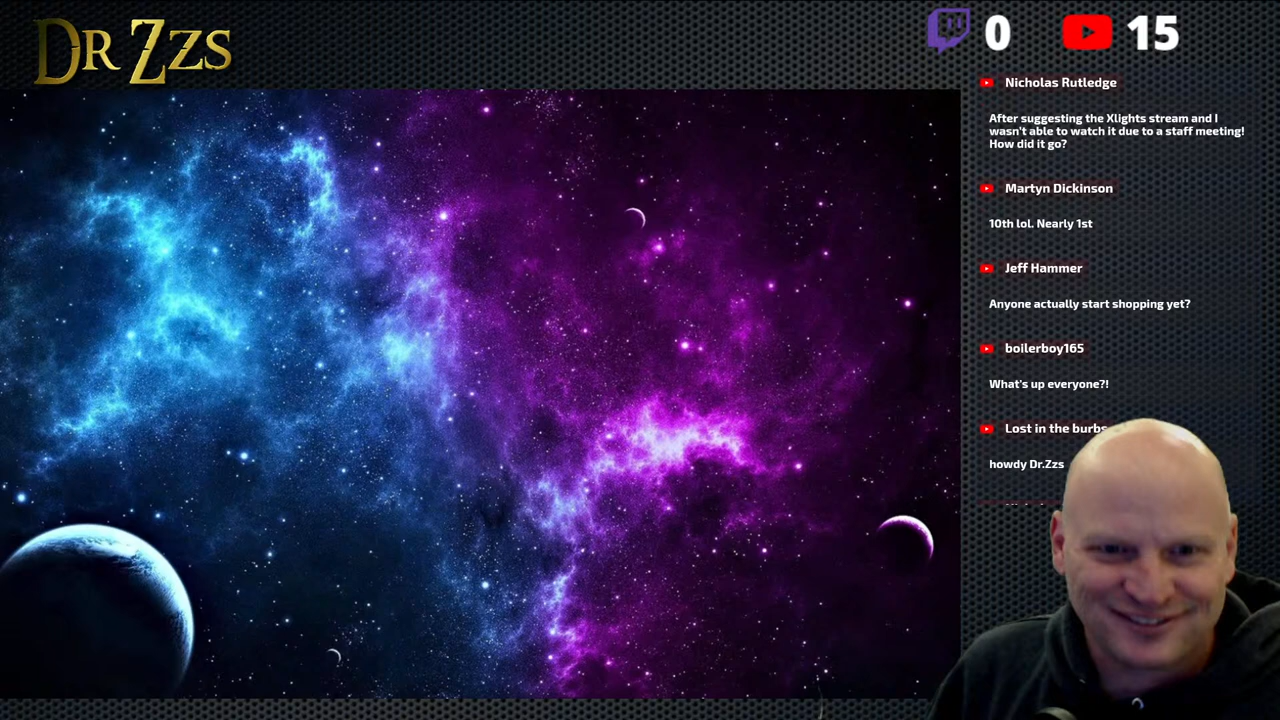 DR ZZS
0 15
Nicholas Rutledge
After suggesting the Xlights stream and I
wasn't able to watch it due to a staff meeting!
How did it go?
Martyn Dickinson
10th lol. Nearly 1st
Jeff Hammer
Anyone actually start shopping yet?
boilerboy165
What's up everyone?!
Lost in the burbs
howdy Dr.Zzs